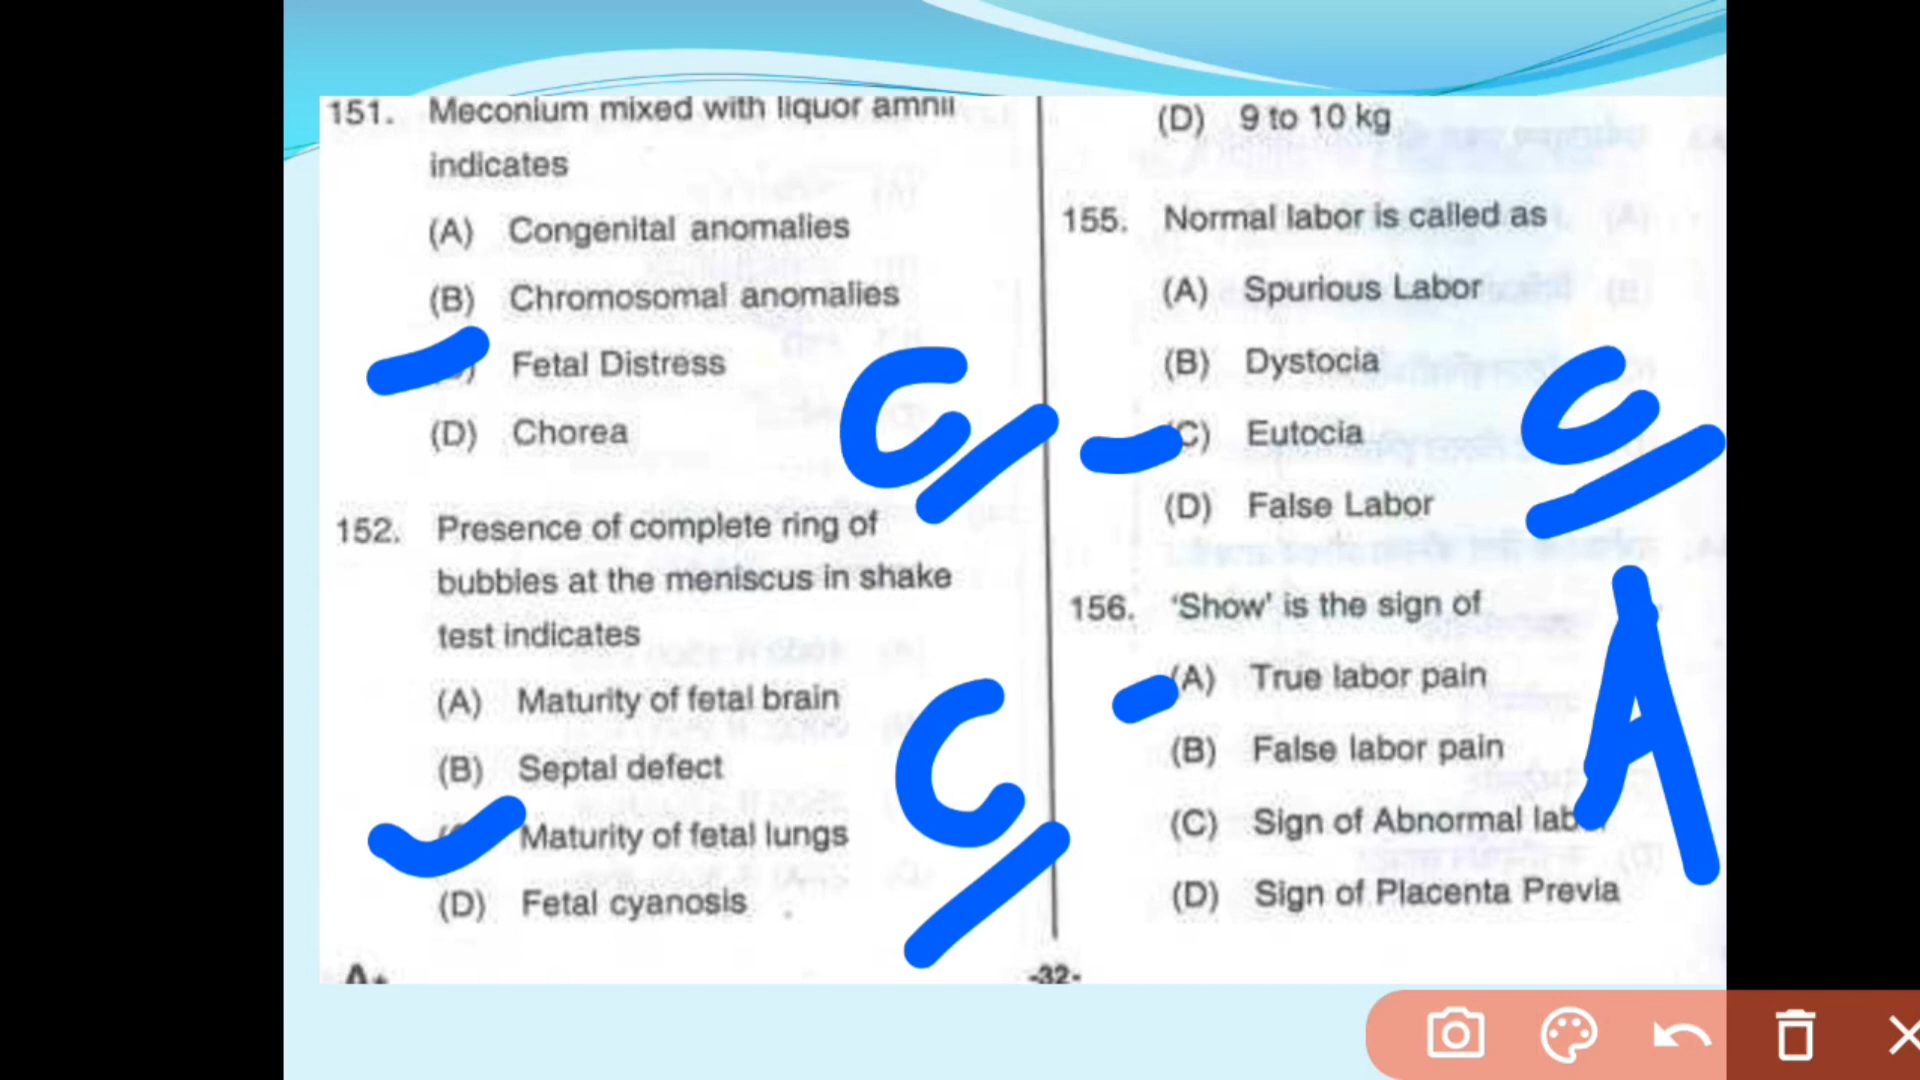 151. Meconium mixed with liquor amnii
indicates
(A) Congenital anomalies
(B) Chromosomal anomalies
Fetal Distress
(D) Chorea
C
152. Presence of complete ring of
bubbles at the meniscus in shake
test indicates
(A) Maturity of fetal brain
(B) Septal defect
Maturity of fetal lungs
(D) Fetal cyanosis
C
(D) 9 to 10 kg
155. Normal labor is called as
(A) Spurious Labor
(B) Dystocia
(C) Eutocia
(D) False Labor
C
156. 'Show' is the sign of
(A) True labor pain
(B) False labor pain
(C) Sign of Abnormal labor
(D) Sign of Placenta Previa
A
-32-